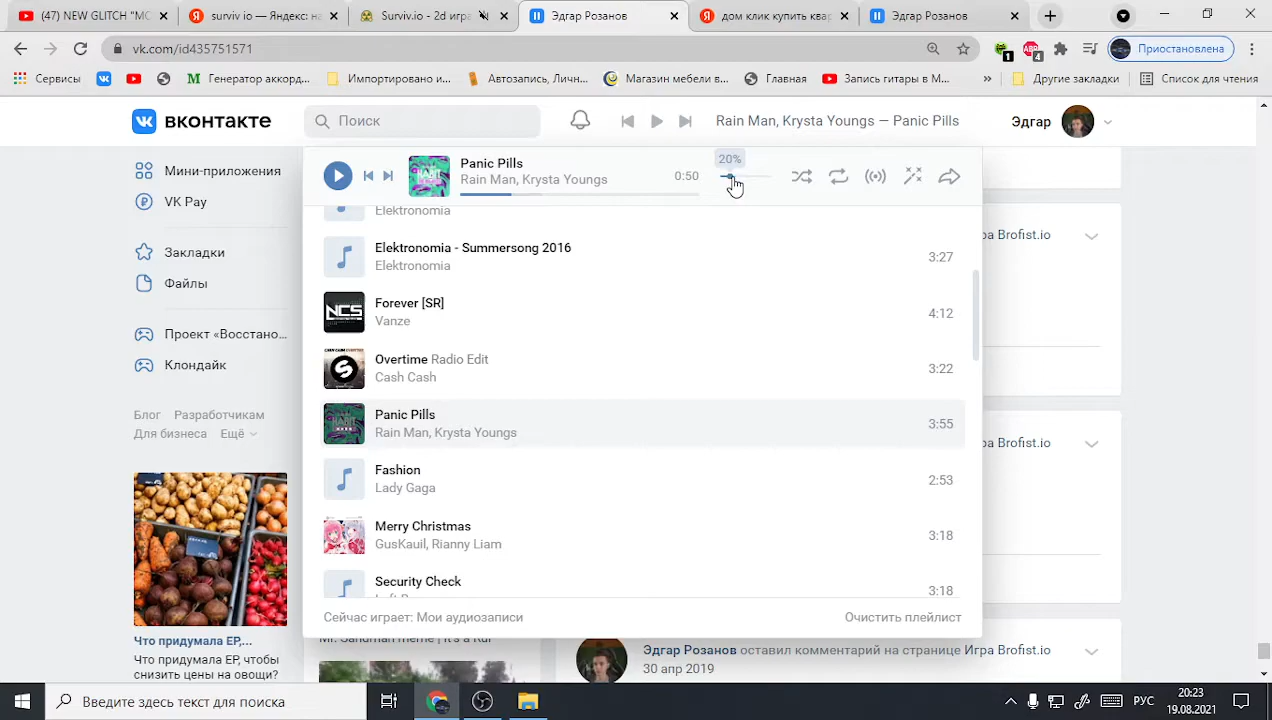 (47) NEW GLITCH "MC
surviv io — Яндекс: на
Surviv.io - 2d игра
Эдгар Розанов
дом клик купить квар
Эдгар Розанов
vk.com/id435751571
1
4
Приостановлена
Сервисы
Генератор аккорд...
Импортировано и...
Автозапись, Личн...
Магазин мебели в...
Главная
Запись гитары в M...
»
Другие закладки
Список для чтения
вконтакте
Поиск
Rain Man, Krysta Youngs — Panic Pills
Эдгар
Мини-приложения
VK Pay
Закладки
Файлы
Проект «Восстано...
Клондайк
Блог Разработчикам
Для бизнеса Ещё
Что придумала ЕР,...
Что придумала ЕР, чтобы
снизить цены на овощи?
Panic Pills
Rain Man, Krysta Youngs
0:50
20%
Elektronomia
Elektronomia - Summersong 2016
Elektronomia
3:27
NCS
Forever [SR]
Vanze
4:12
Overtime Radio Edit
Cash Cash
3:22
Panic Pills
Rain Man, Krysta Youngs
3:55
Fashion
Lady Gaga
2:53
Merry Christmas
GusKauil, Rianny Liam
3:18
Security Check
3:18
Сейчас играет: Мои аудиозаписи
Очистить плейлист
а Brofist.io
а Brofist.io
Эдгар Розанов оставил комментарий на странице Игра Brofist.io
30 апр 2019
Введите здесь текст для поиска
РУС
20:23
19.08.2021